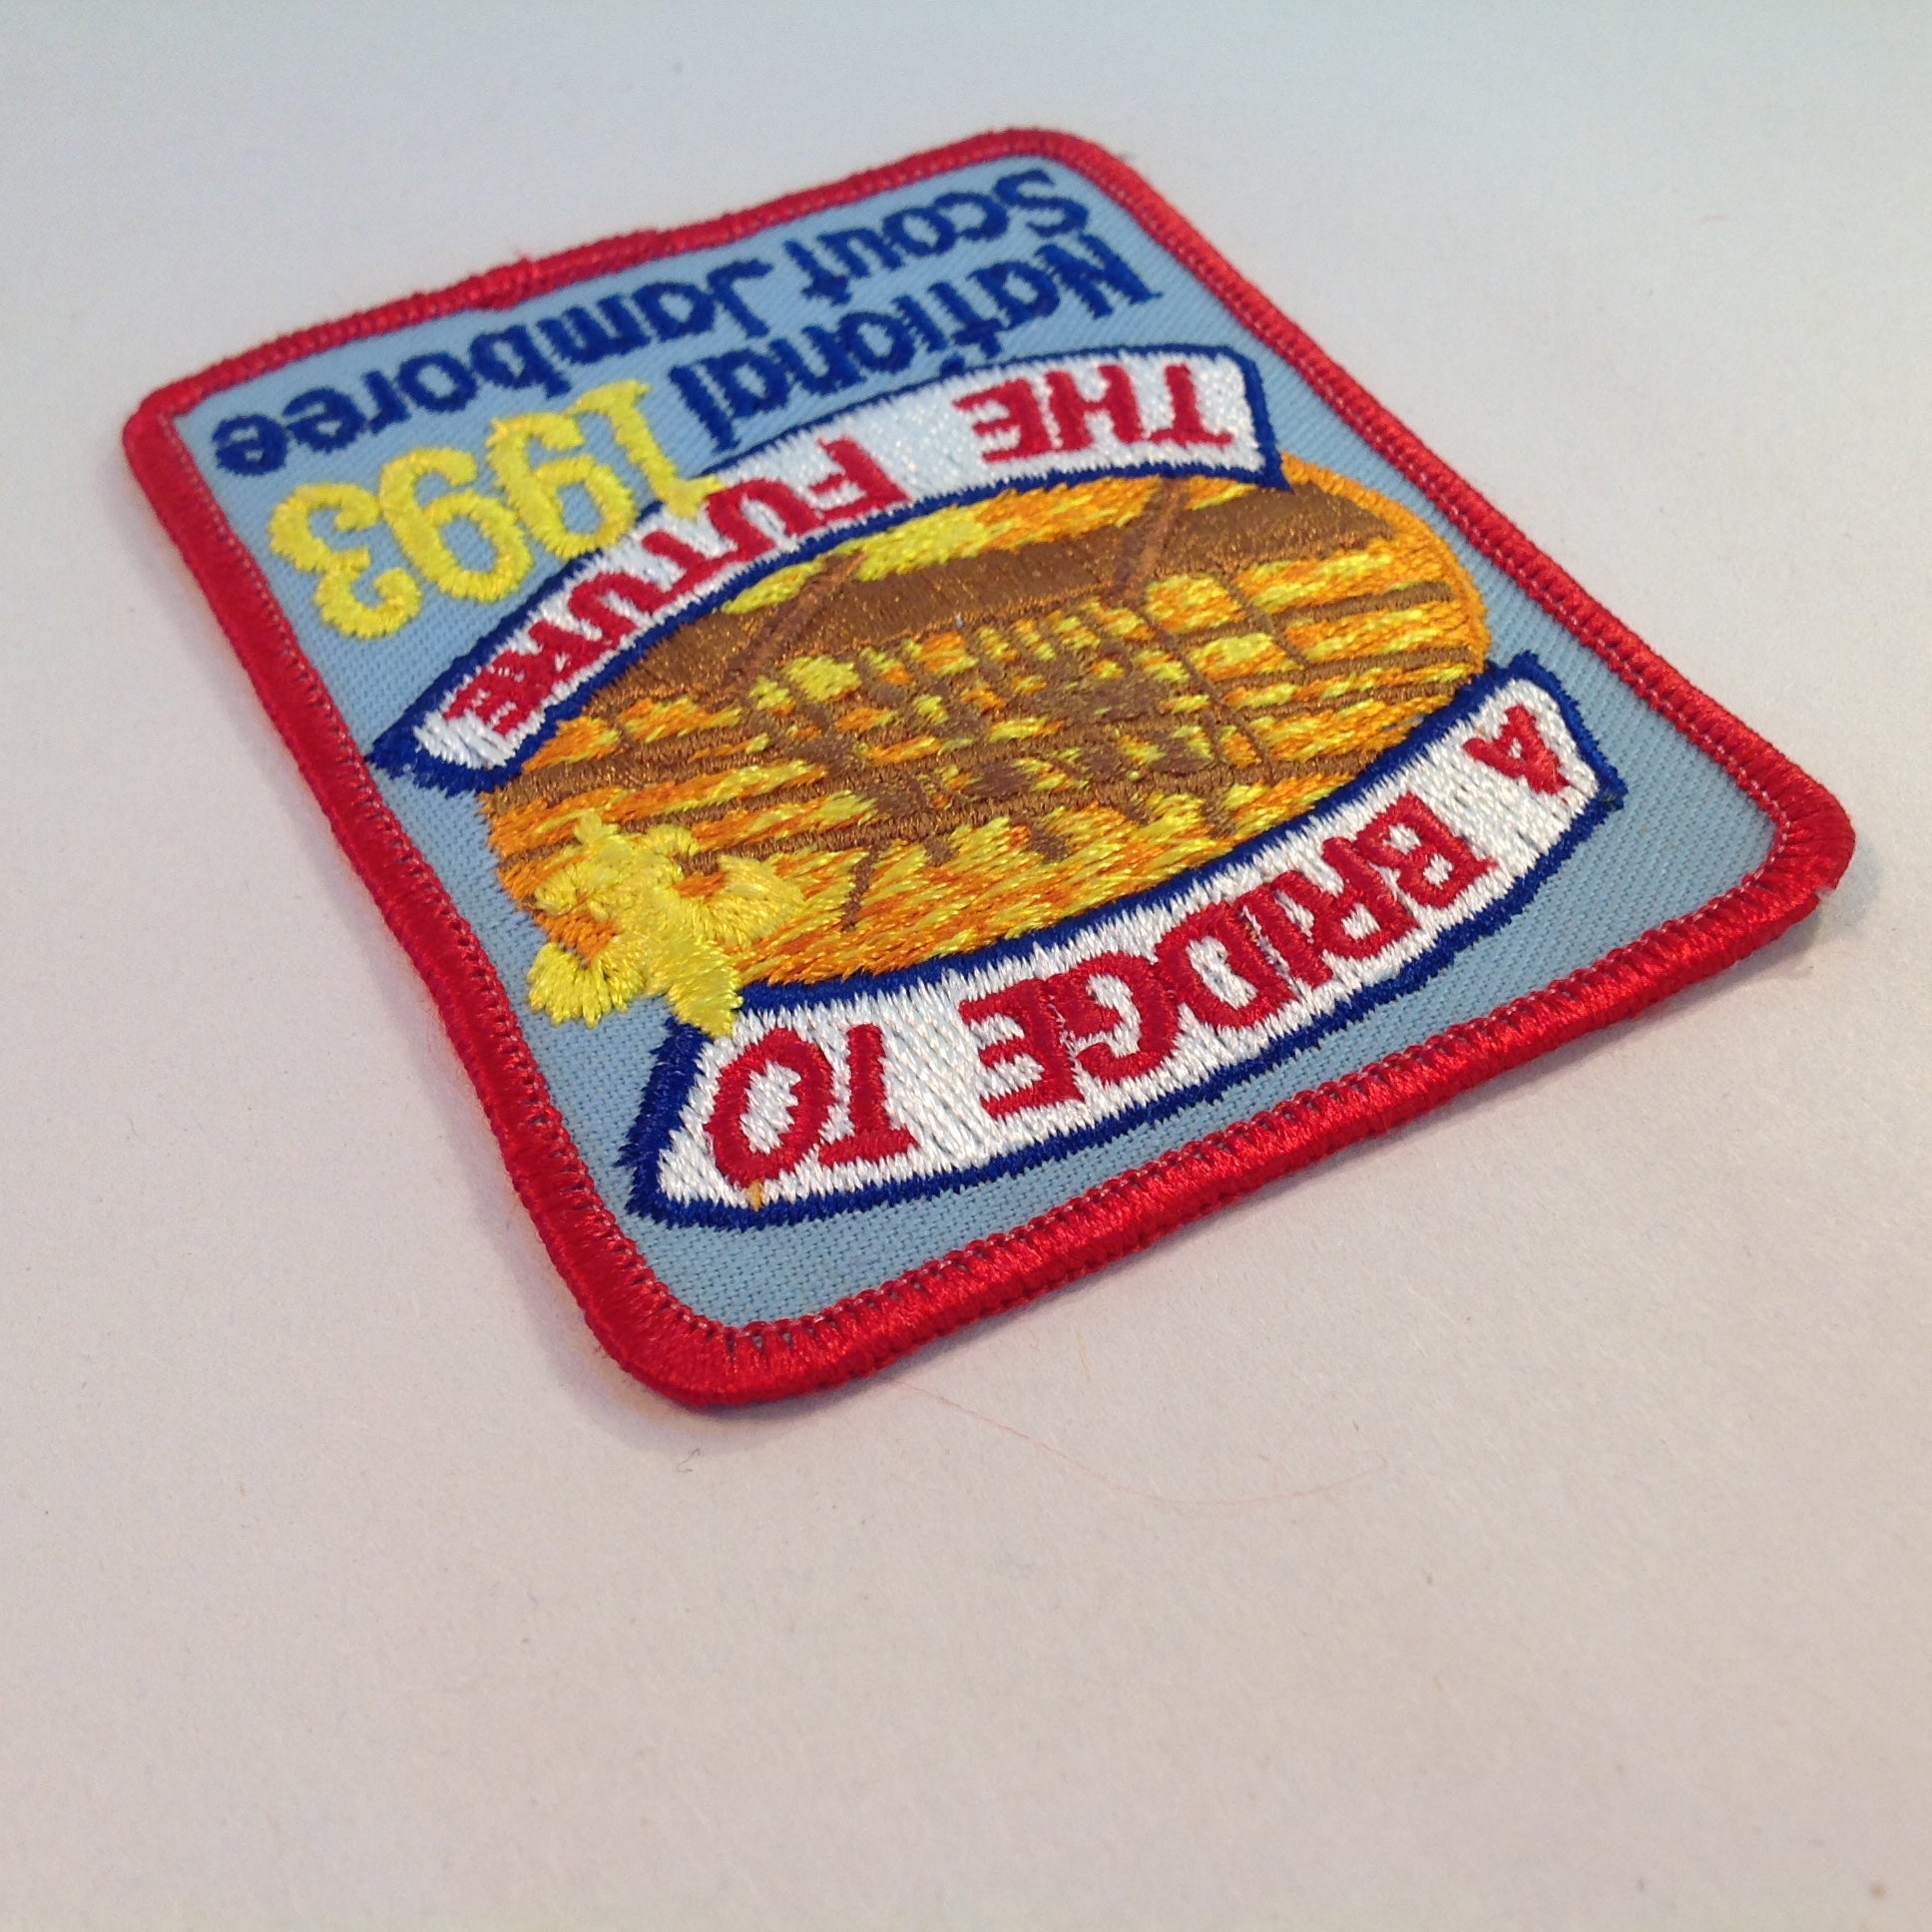 A BRIDGE TO
THE FUTURE
1993
National
Scout Jamboree